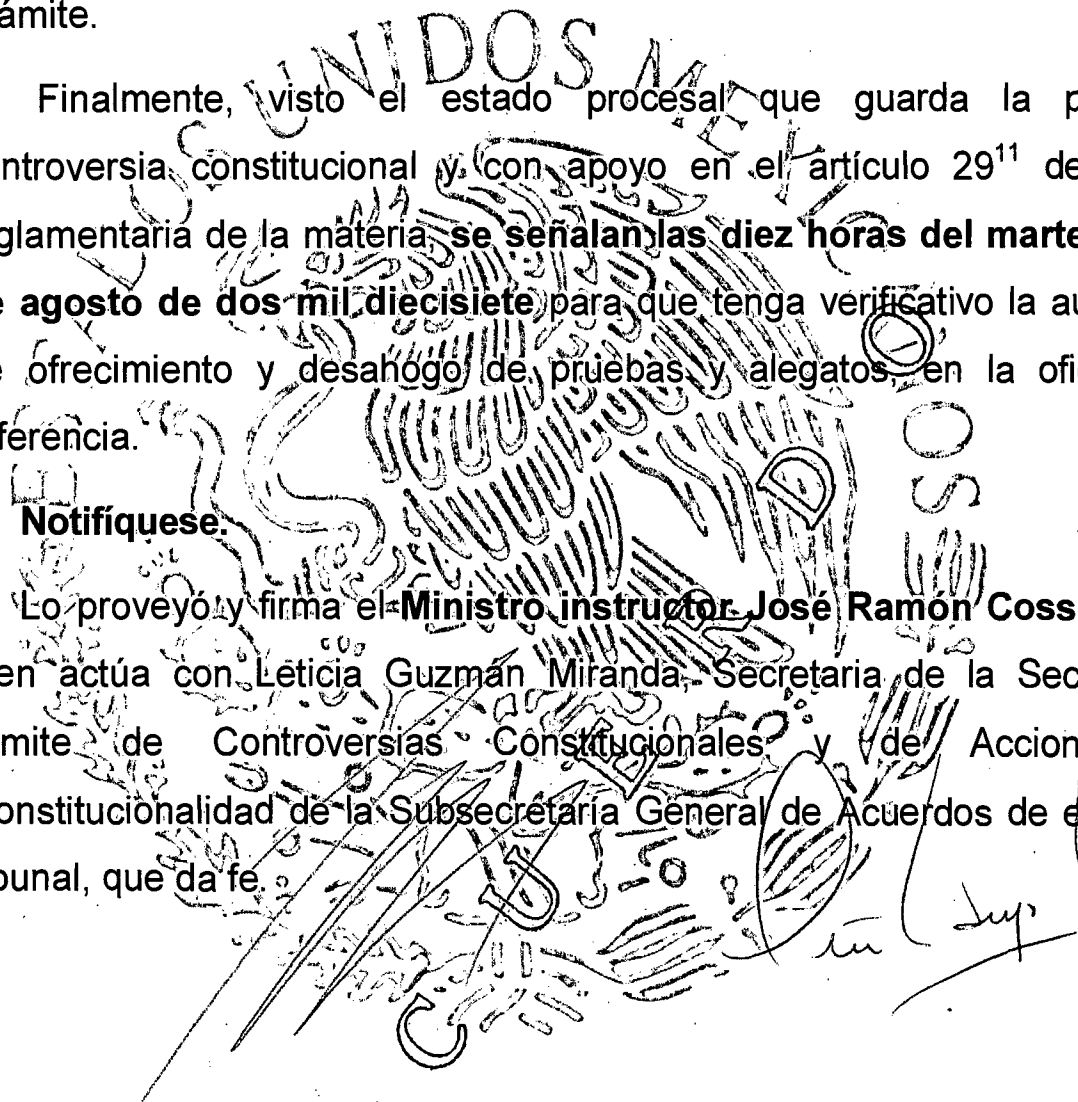 ámite.
Finalmente, visto el estado procesal que guarda la p
ntroversia constitucional y con apoyo en el artículo 29¹¹ de
glamentaria de la materia, se señalan las diez horas del marte
e agosto de dos mil diecisiete para que tenga verificativo la au
e ofrecimiento y desahogo de pruebas y alegatos, en la ofi
ferencia.
Notifíquese.
Lo proveyó y firma el Ministro instructor José Ramón Coss
en actúa con Leticia Guzmán Miranda, Secretaria de la Sec
mite de Controversias Constitucionales y de Accion
constitucionalidad de la Subsecretaría General de Acuerdos de e
bunal, que da fe.
UNIDOS MEXICANOS